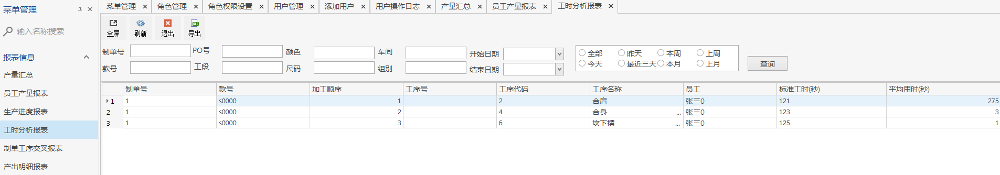 菜单管理
输入名称搜索
报表信息
产量汇总
员工产量报表
生产进度报表
工时分析报表
制单工序交叉报表
产出明细报表
菜单管理 角色管理 角色权限设置 用户管理 添加用户 用户操作日志 产量汇总 员工产量报表 工时分析报表
全屏 刷新 退出 导出
制单号 PO号 颜色 车间 开始日期 全部 昨天 本周 上周
款号 工段 尺码 组别 结束日期 今天 最近三天 本月 上月 查询
制单号 款号 加工顺序 工序号 工序代码 工序名称 员工 标准工时(秒) 平均用时(秒)
1 1 s0000 1 2 合肩 张三0 121 275
2 1 s0000 2 4 合身 ... 张三0 123 3
3 1 s0000 3 6 坎下摆 ... 张三0 125 1